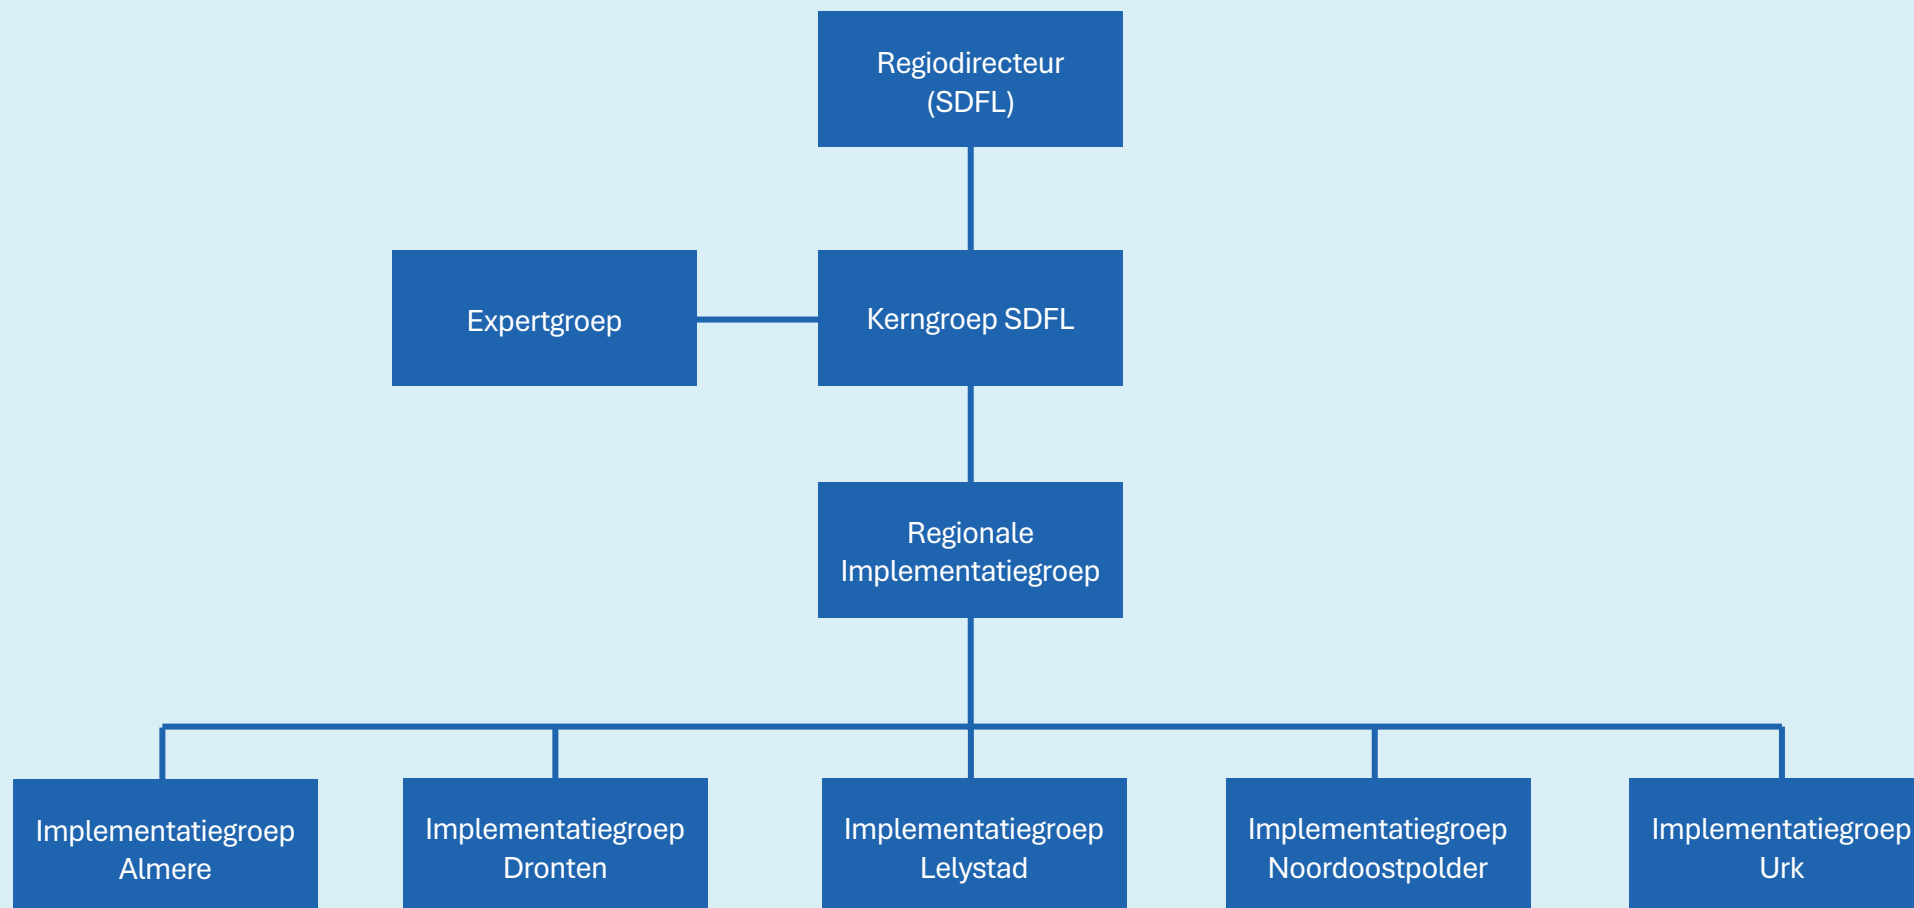 Regiodirecteur
(SDFL)
Expertgroep
Kerngroep SDFL
Regionale
Implementatiegroep
Implementatiegroep
Almere
Implementatiegroep
Dronten
Implementatiegroep
Lelystad
Implementatiegroep
Noordoostpolder
Implementatiegroep
Urk